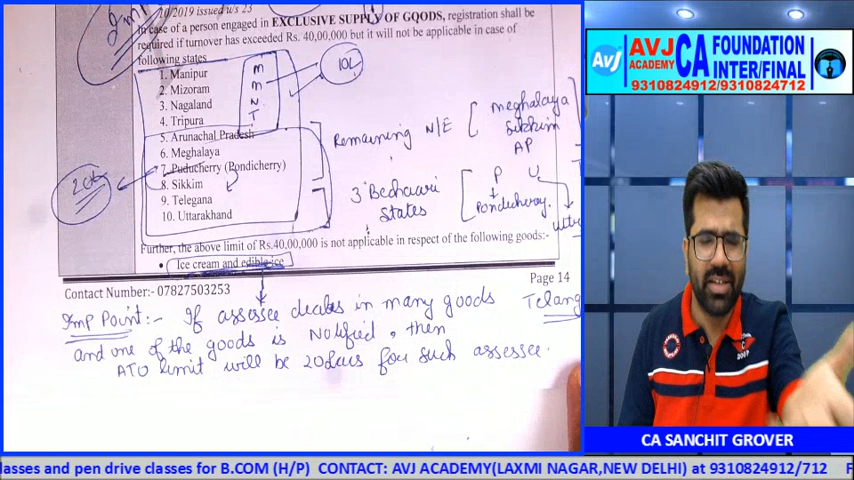 10/2019 issued u/s 23
In case of a person engaged in EXCLUSIVE SUPPLY OF GOODS, registration shall be
required if turnover has exceeded Rs. 40,00,000 but it will not be applicable in case of
following states
1. Manipur
2. Mizoram
3. Nagaland
4. Tripura
5. Arunachal Pradesh
6. Meghalaya
7. Puducherry (Pondicherry)
8. Sikkim
9. Telegana
10. Uttarakhand
M
M
N
T
10L
20L
Remaining N/E
Meghalaya
Sikkim
AP
3 Bechaari
States
P U
Pondicherry.
Further, the above limit of Rs.40,00,000 is not applicable in respect of the following goods:-
• Ice cream and edible ice
Page 14
Contact Number:- 07827503253
Imp Point:- If assessee deals in many goods
and one of the goods is Notified, then
ATO limit will be 20 lacs for such assessee.
Telang
AVJ
AVJ
ACADEMY
CA FOUNDATION
INTER/FINAL
9310824912/9310824712
CA SANCHIT GROVER
lasses and pen drive classes for B.COM (H/P) CONTACT: AVJ ACADEMY(LAXMI NAGAR,NEW DELHI) at 9310824912/712 F